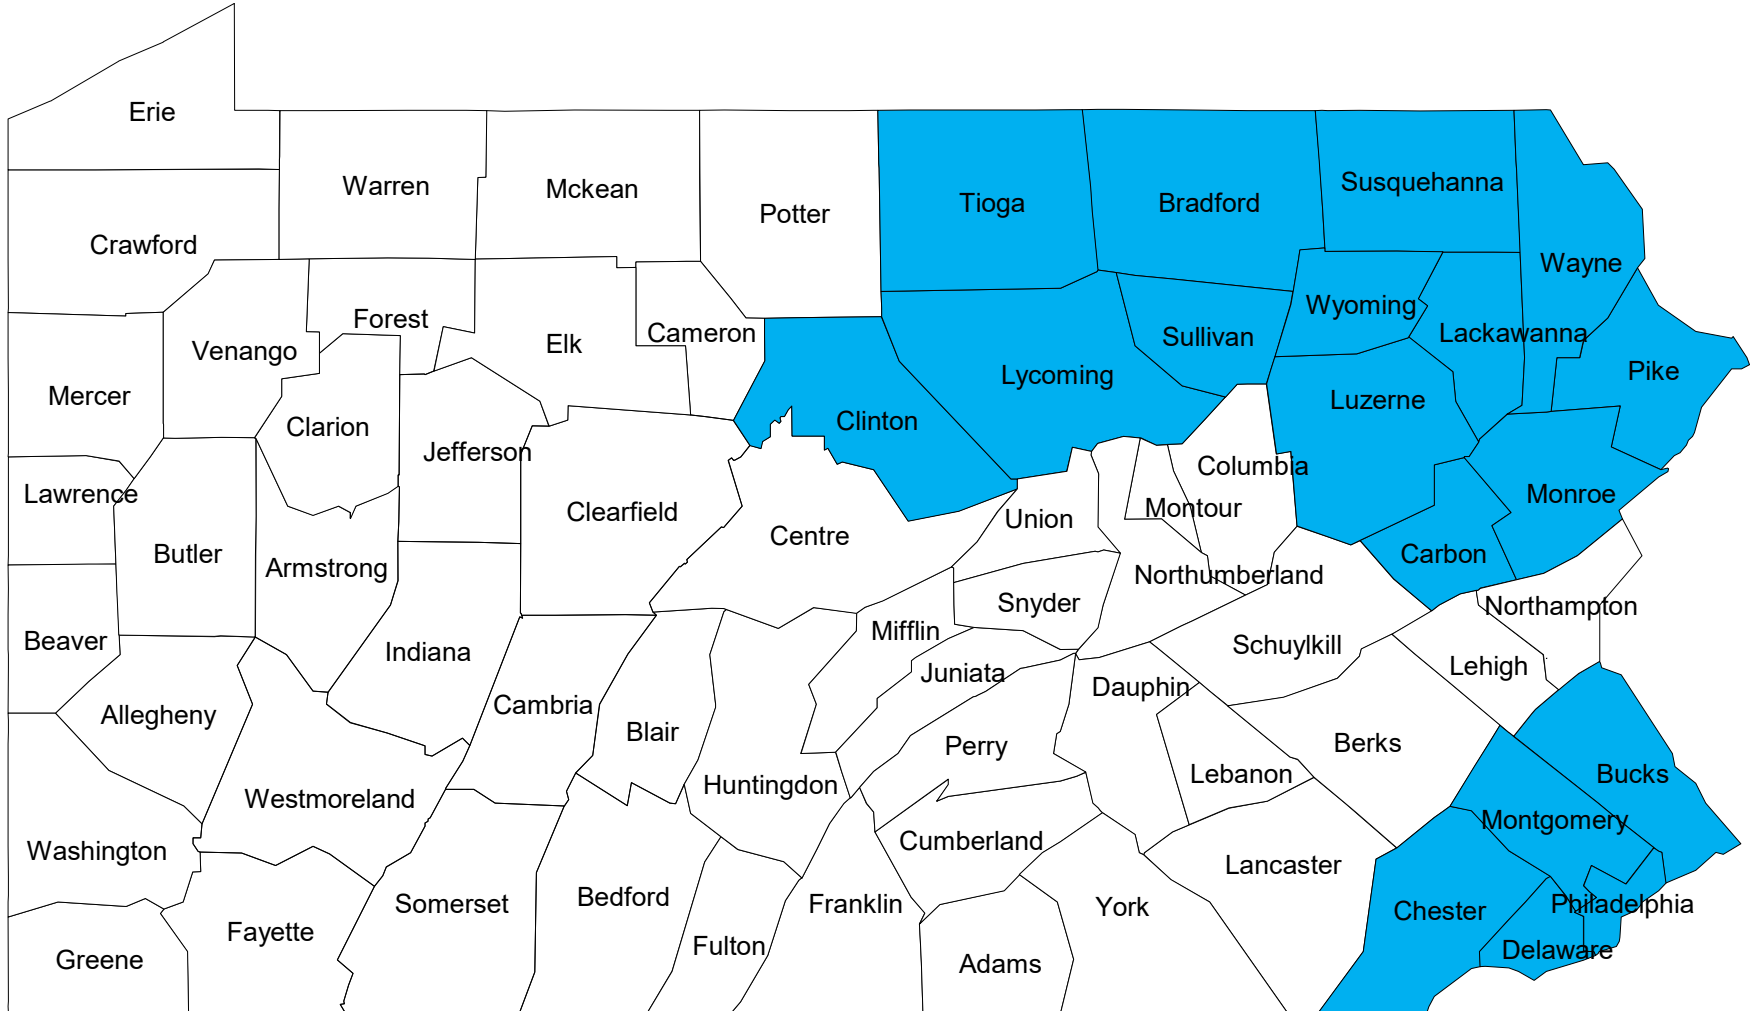 Erie
Warren
Mckean
Potter
Tioga
Bradford
Susquehanna
Crawford
Wayne
Forest
Wyoming
Venango
Elk
Cameron
Sullivan
Lackawanna
Mercer
Lycoming
Pike
Clarion
Clinton
Luzerne
Jefferson
Columbia
Lawrence
Clearfield
Montour
Monroe
Union
Centre
Butler
Armstrong
Carbon
Northumberland
Snyder
Northampton
Beaver
Mifflin
Indiana
Schuylkill
Lehigh
Juniata
Dauphin
Allegheny
Cambria
Blair
Perry
Berks
Lebanon
Bucks
Huntingdon
Westmoreland
Montgomery
Washington
Cumberland
Lancaster
Somerset
Bedford
Franklin
York
Chester
Philadelphia
Fayette
Fulton
Delaware
Greene
Adams